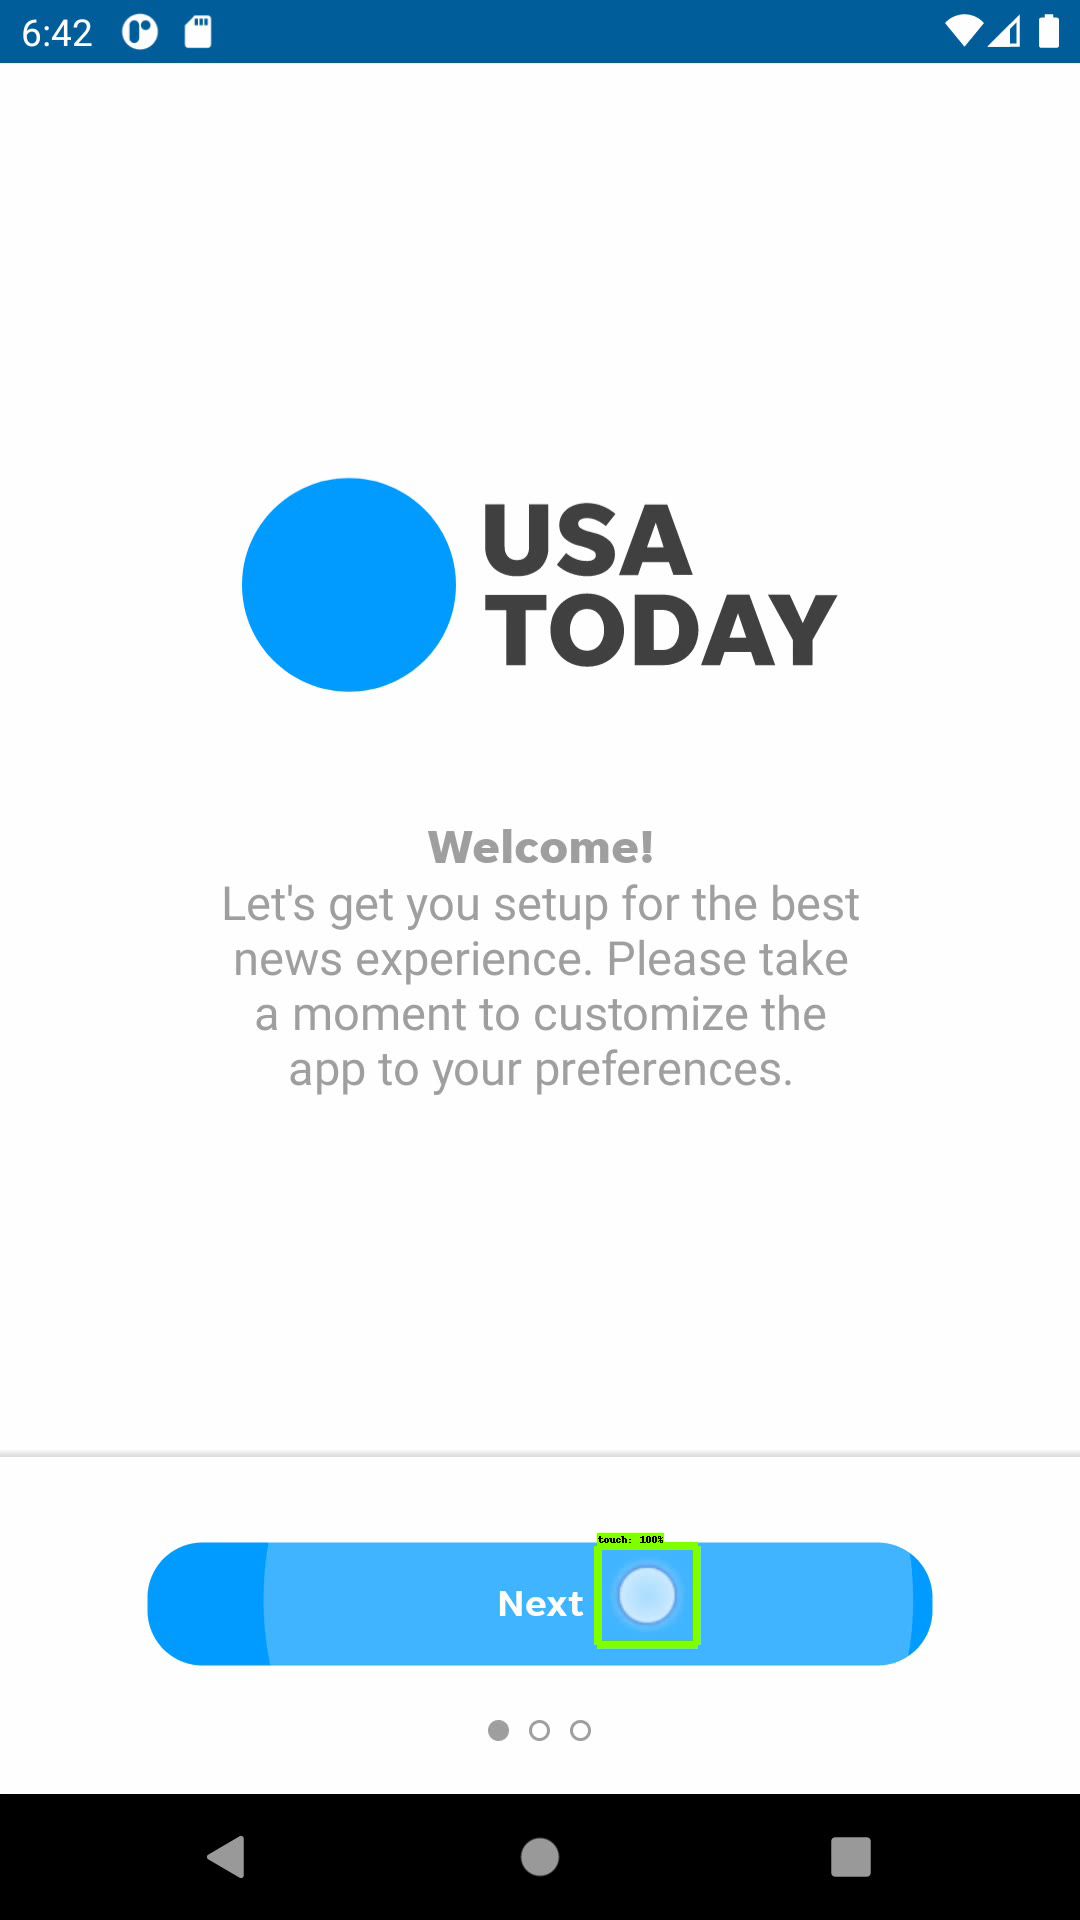 6:42
USA
TODAY
Welcome!
Let's get you setup for the best
news experience. Please take
a moment to customize the
app to your preferences.
touch: 100%
Next